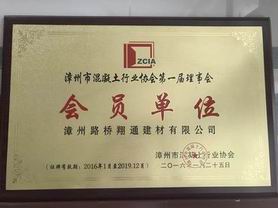 ZCIA
漳州市混凝土行业协会第一届理事会
会员单位
漳州路桥翔通建材有限公司
(挂牌有效期:2016年1月至2019.12月)
漳州市混凝土行业协会
二〇一六年一月二十五日